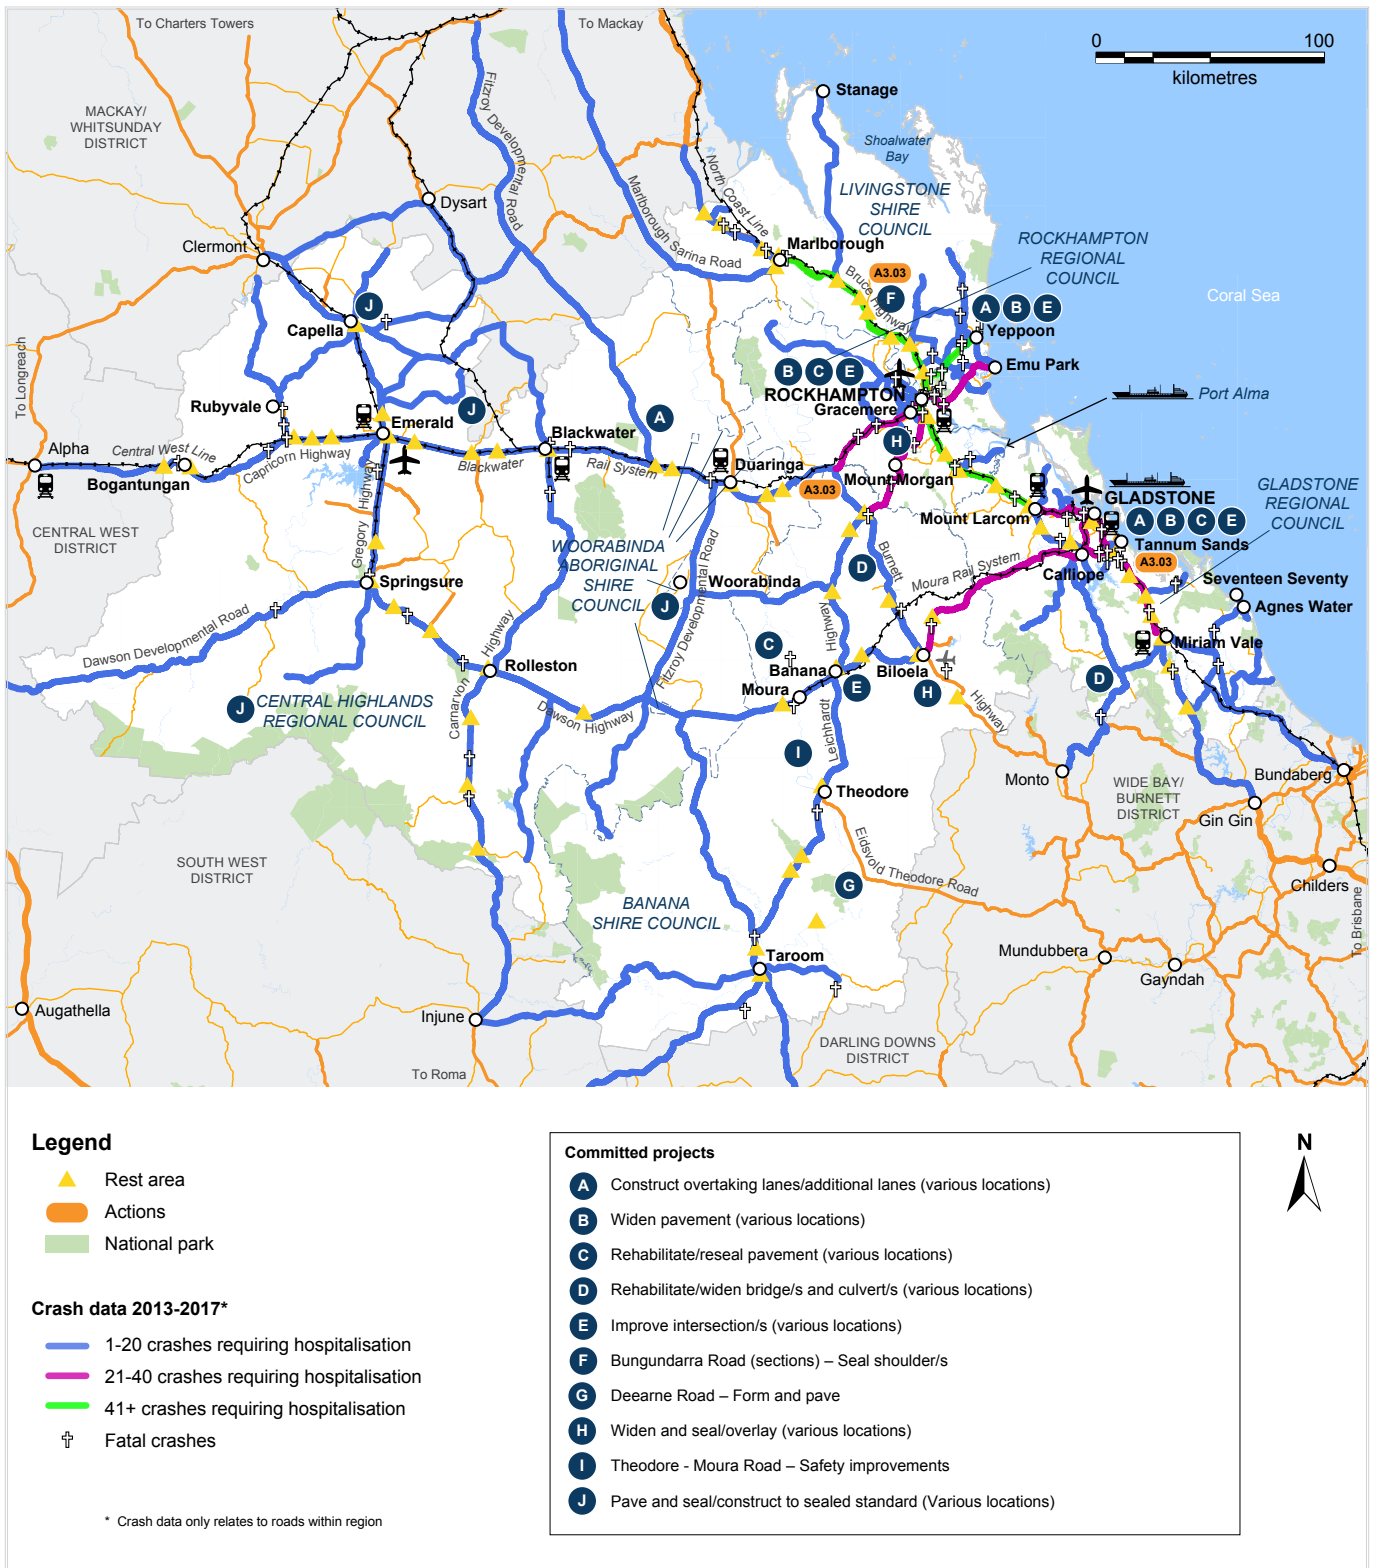 To Charters Towers
To Mackay
0 100
kilometres
MACKAY/
WHITSUNDAY
DISTRICT
Stanage
Shoalwater
Bay
Fitzroy Developmental Road
North Coast Line
LIVINGSTONE
SHIRE
COUNCIL
Dysart
Marlborough Sarina Road
Clermont
Marlborough
ROCKHAMPTON
REGIONAL
COUNCIL
A3.03
Bruce Highway
F
Coral Sea
J
Capella
A B E
Yeppoon
To Longreach
B C E
Emu Park
ROCKHAMPTON
Gracemere
Port Alma
Rubyvale
J
A
Emerald
Blackwater
H
Alpha
Central West Line
Capricorn Highway
Bogantungan
Blackwater
Rail System
Duaringa
Mount Morgan
A3.03
GLADSTONE
GLADSTONE
REGIONAL
COUNCIL
Mount Larcom
A B C E
Tannum Sands
CENTRAL WEST
DISTRICT
Gregory Highway
WOORABINDA
ABORIGINAL
SHIRE
COUNCIL
Fitzroy Developmental Road
Burnett
Moura Rail System
D
Calliope
A3.03
Springsure
Woorabinda
Seventeen Seventy
Agnes Water
J
Dawson Developmental Road
Highway
Highway
C
Miriam Vale
Rolleston
Banana
Biloela
Moura
E
H
D
J
CENTRAL HIGHLANDS
REGIONAL COUNCIL
Carnarvon
Dawson Highway
Leichhardt
Highway
I
Monto
Bundaberg
WIDE BAY/
BURNETT
DISTRICT
Theodore
Gin Gin
SOUTH WEST
DISTRICT
Eidsvold Theodore Road
G
Childers
BANANA
SHIRE COUNCIL
To Brisbane
Mundubbera
Taroom
Gayndah
Augathella
Injune
DARLING DOWNS
DISTRICT
To Roma
Legend
Rest area
Actions
National park
Crash data 2013-2017*
1-20 crashes requiring hospitalisation
21-40 crashes requiring hospitalisation
41+ crashes requiring hospitalisation
Fatal crashes
* Crash data only relates to roads within region
Committed projects
A Construct overtaking lanes/additional lanes (various locations)
B Widen pavement (various locations)
C Rehabilitate/reseal pavement (various locations)
D Rehabilitate/widen bridge/s and culvert/s (various locations)
E Improve intersection/s (various locations)
F Bungundarra Road (sections) – Seal shoulder/s
G Deearne Road – Form and pave
H Widen and seal/overlay (various locations)
I Theodore - Moura Road – Safety improvements
J Pave and seal/construct to sealed standard (Various locations)
N